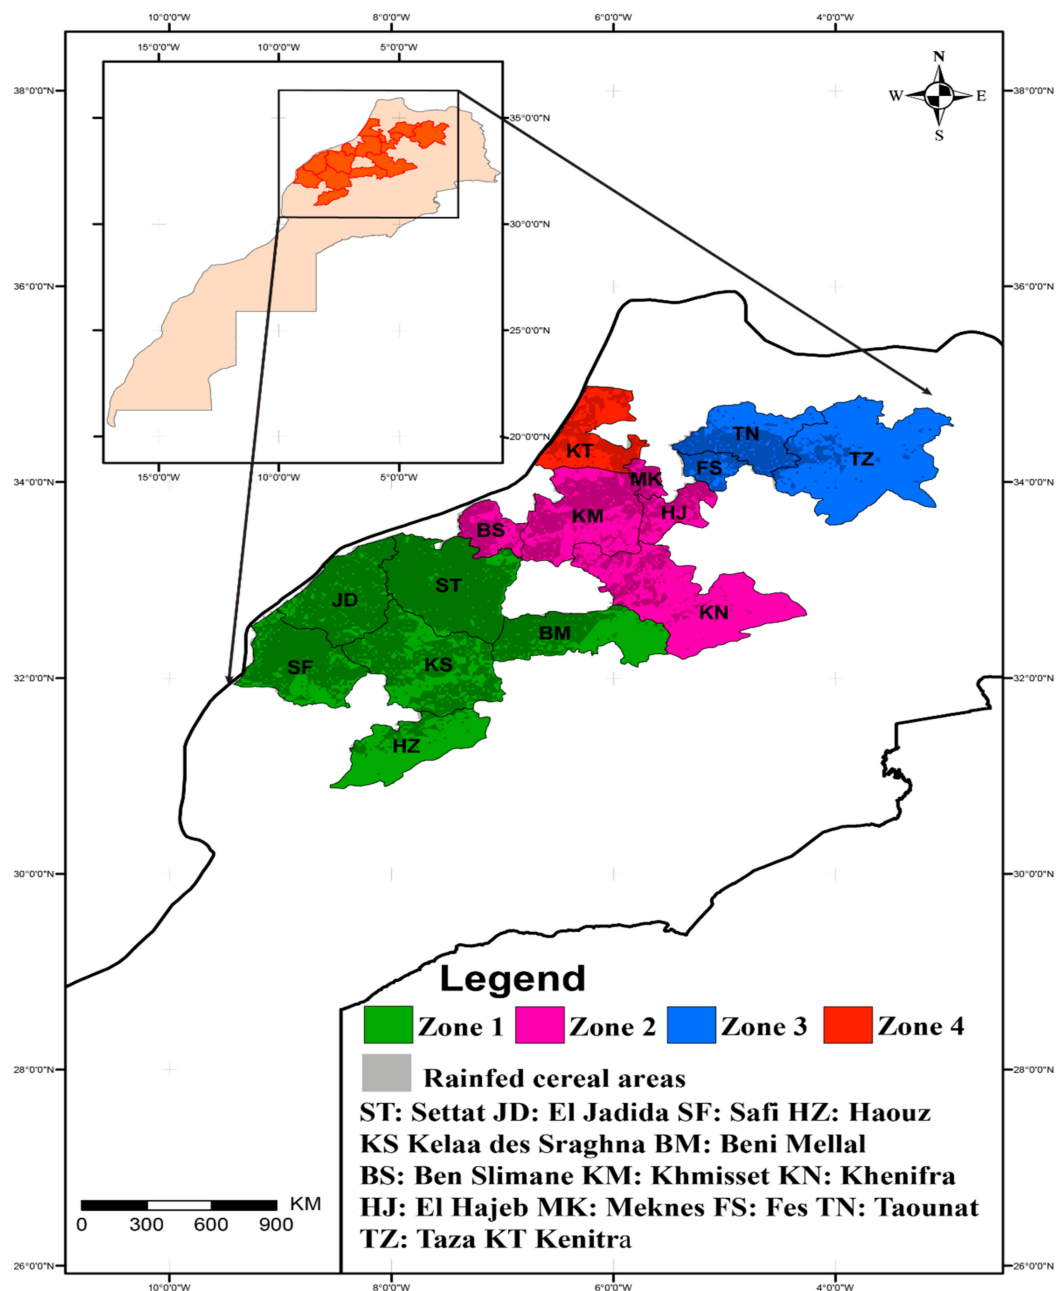 10°0'0"W 8°0'0"W 6°0'0"W 4°0'0"W
15°0'0"W 10°0'0"W 5°0'0"W
N
W E
S
38°0'0"N 38°0'0"N
35°0'0"N
30°0'0"N
36°0'0"N 36°0'0"N
25°0'0"N
20°0'0"N
15°0'0"W 10°0'0"W 5°0'0"W
34°0'0"N 34°0'0"N
KT
TN
FS
TZ
MK
HJ
KM
BS
ST
JD
KN
BM
SF
KS
HZ
32°0'0"N 32°0'0"N
30°0'0"N 30°0'0"N
Legend
Zone 1 Zone 2 Zone 3 Zone 4
28°0'0"N 28°0'0"N
Rainfed cereal areas
ST: Settat JD: El Jadida SF: Safi HZ: Haouz
KS Kelaa des Sraghna BM: Beni Mellal
BS: Ben Slimane KM: Khmisset KN: Khenifra
HJ: El Hajeb MK: Meknes FS: Fes TN: Taounat
TZ: Taza KT Kenitra
KM
0 300 600 900
26°0'0"N 26°0'0"N
10°0'0"W 8°0'0"W 6°0'0"W 4°0'0"W